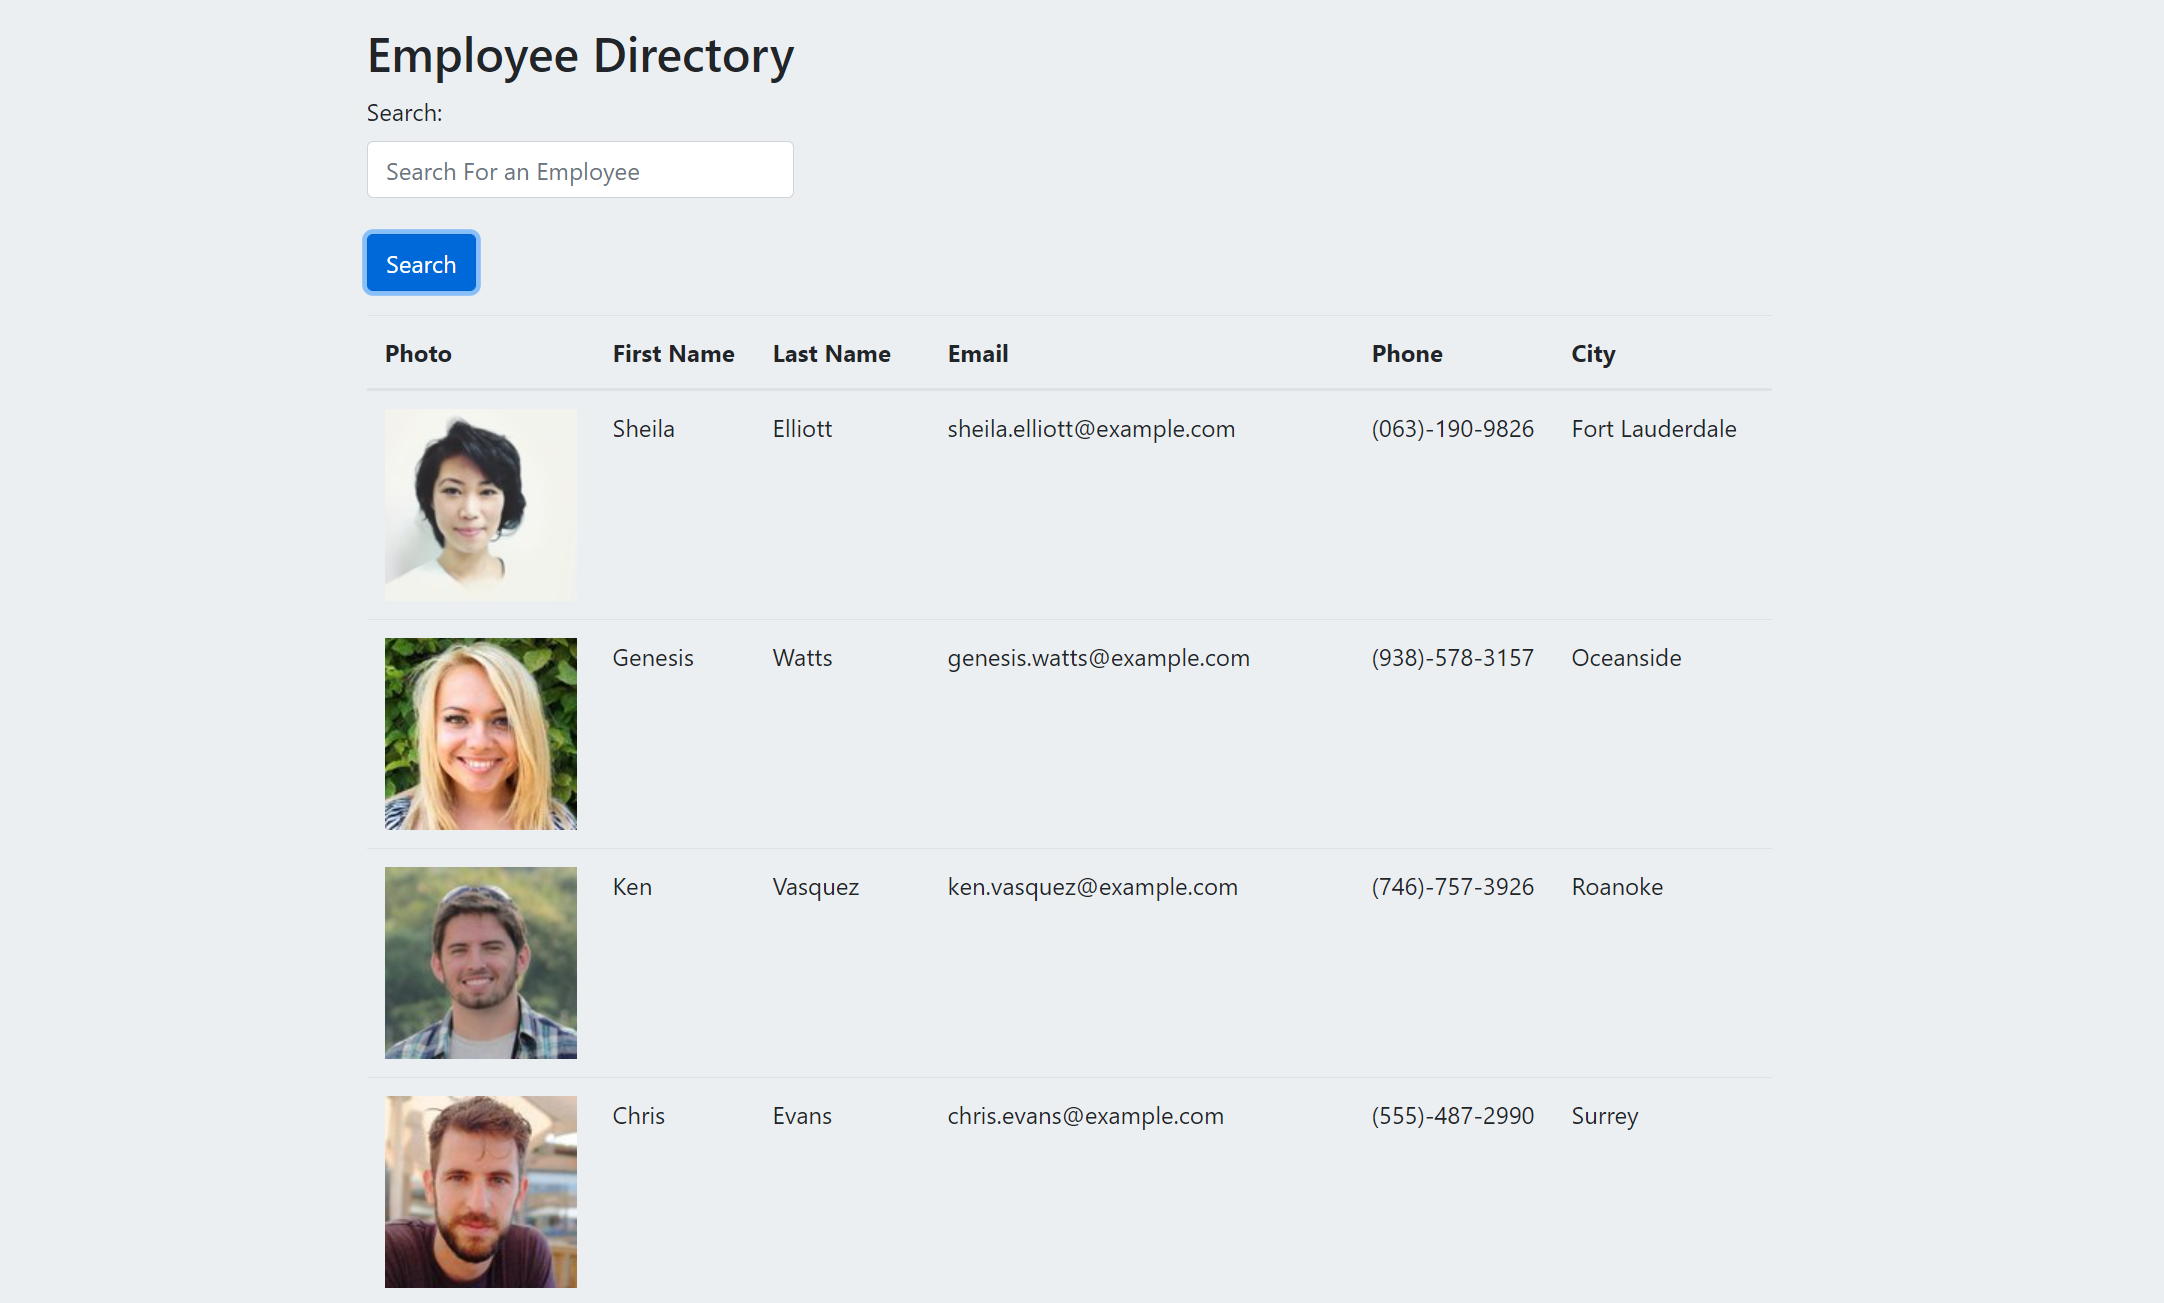 Employee Directory
Search:
Search For an Employee
Search
Photo First Name Last Name Email Phone City
Sheila Elliott sheila.elliott@example.com (063)-190-9826 Fort Lauderdale
Genesis Watts genesis.watts@example.com (938)-578-3157 Oceanside
Ken Vasquez ken.vasquez@example.com (746)-757-3926 Roanoke
Chris Evans chris.evans@example.com (555)-487-2990 Surrey